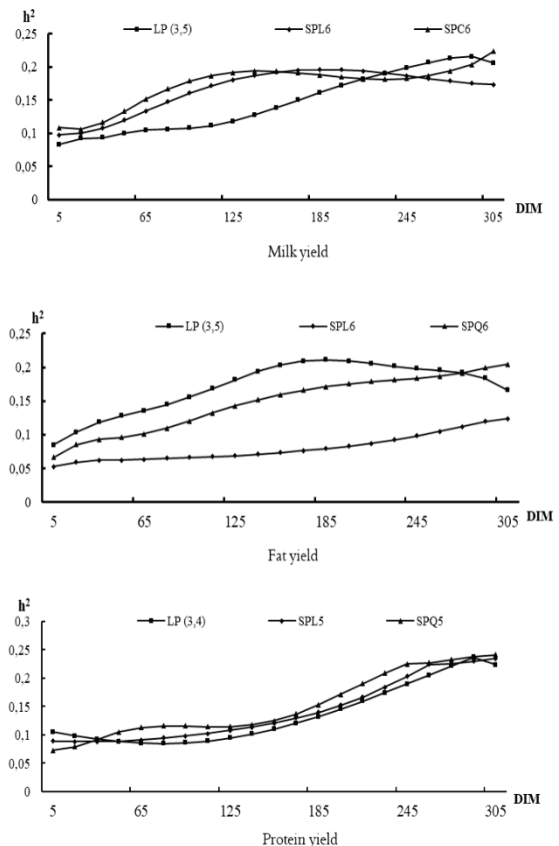 h²
LP (3,5) SPL6 SPC6
0,25
0,2
0,15
0,1
0,05
0
5 65 125 185 245 305 DIM
Milk yield
h²
LP (3,5) SPL6 SPQ6
0,25
0,2
0,15
0,1
0,05
0
5 65 125 185 245 305 DIM
Fat yield
h²
LP (3,4) SPL5 SPQ5
0,3
0,25
0,2
0,15
0,1
0,05
0
5 65 125 185 245 305 DIM
Protein yield